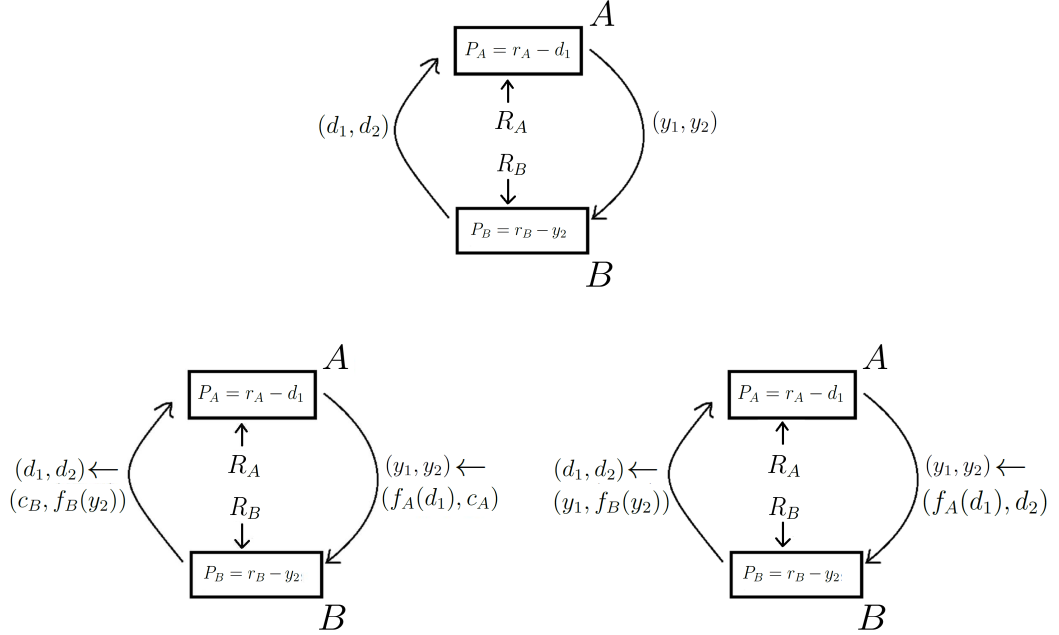 A
P_A = r_A − d_1
(d_1, d_2)
R_A
(y_1, y_2)
R_B
P_B = r_B − y_2
B
A
P_A = r_A − d_1
(d_1, d_2) ←
(c_B, f_B(y_2))
R_A
R_B
(y_1, y_2) ←
(f_A(d_1), c_A)
P_B = r_B − y_2
B
A
P_A = r_A − d_1
(d_1, d_2) ←
(y_1, f_B(y_2))
R_A
R_B
(y_1, y_2) ←
(f_A(d_1), d_2)
P_B = r_B − y_2
B